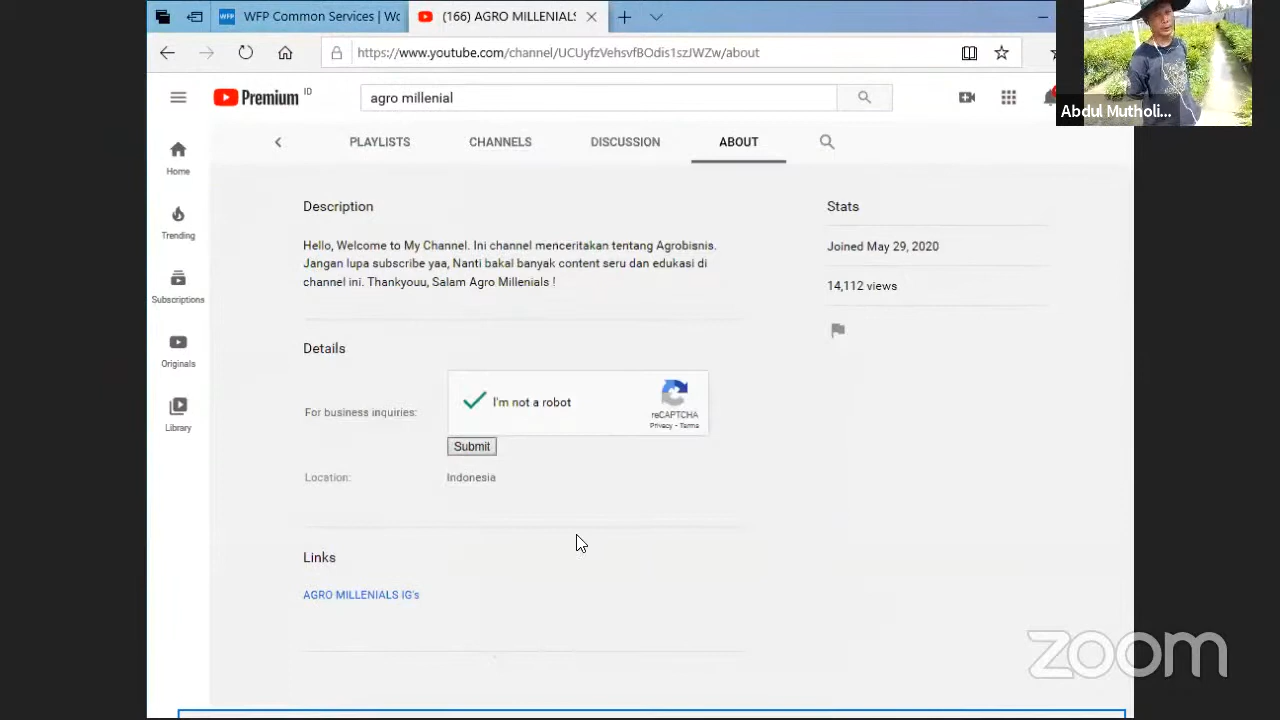 WFP Common Services | Wo
(166) AGRO MILLENIALS
https://www.youtube.com/channel/UCUyfzVehsvfBOdis1szJWZw/about
Premium ID
agro millenial
Abdul Mutholi...
PLAYLISTS CHANNELS DISCUSSION ABOUT
Home
Trending
Subscriptions
Originals
Library
Description
Hello, Welcome to My Channel. Ini channel menceritakan tentang Agrobisnis.
Jangan lupa subscribe yaa, Nanti bakal banyak content seru dan edukasi di
channel ini. Thankyouu, Salam Agro Millenials !
Stats
Joined May 29, 2020
14,112 views
Details
For business inquiries:
I'm not a robot
reCAPTCHA
Privacy - Terms
Submit
Location: Indonesia
Links
AGRO MILLENIALS IG's
zoom